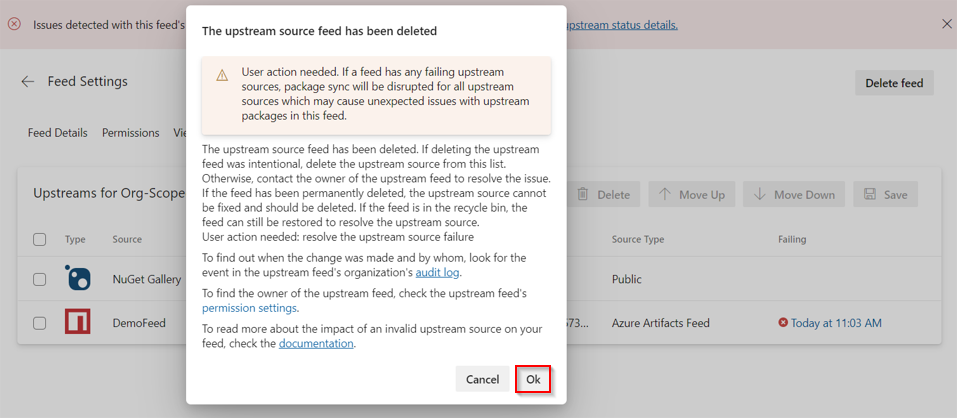 Issues detected with this feed's
upstream status details.
The upstream source feed has been deleted
User action needed. If a feed has any failing upstream
sources, package sync will be disrupted for all upstream
sources which may cause unexpected issues with upstream
packages in this feed.
The upstream source feed has been deleted. If deleting the upstream
feed was intentional, delete the upstream source from this list.
Otherwise, contact the owner of the upstream feed to resolve the issue.
If the feed has been permanently deleted, the upstream source cannot
be fixed and should be deleted. If the feed is in the recycle bin, the
feed can still be restored to resolve the upstream source.
User action needed: resolve the upstream source failure
To find out when the change was made and by whom, look for the
event in the upstream feed's organization's audit log.
To find the owner of the upstream feed, check the upstream feed's
permission settings.
To read more about the impact of an invalid upstream source on your
feed, check the documentation.
Cancel Ok
Feed Settings
Delete feed
Feed Details Permissions
Upstreams for Org-Scope
Delete Move Up Move Down Save
Type Source Source Type Failing
NuGet Gallery Public
DemoFeed 573... Azure Artifacts Feed Today at 11:03 AM